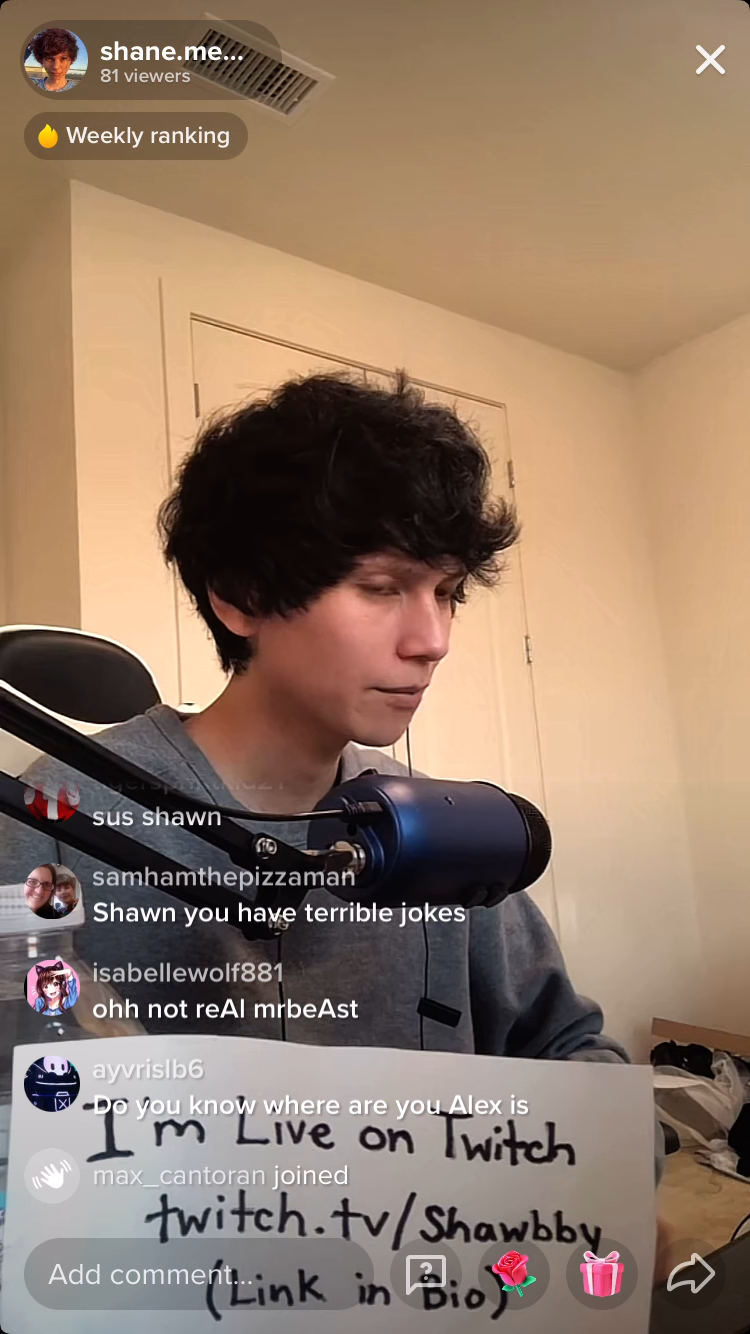 shane.me...
81 viewers
Weekly ranking
sus shawn
samhamthepizzaman
Shawn you have terrible jokes
isabellewolf881
ohh not reAl mrbeAst
ayvrislb6
Do you know where are you Alex is
I'm Live on Twitch
max_cantoran joined
twitch.tv/Shawbby
Add comment...
(Link in Bio)